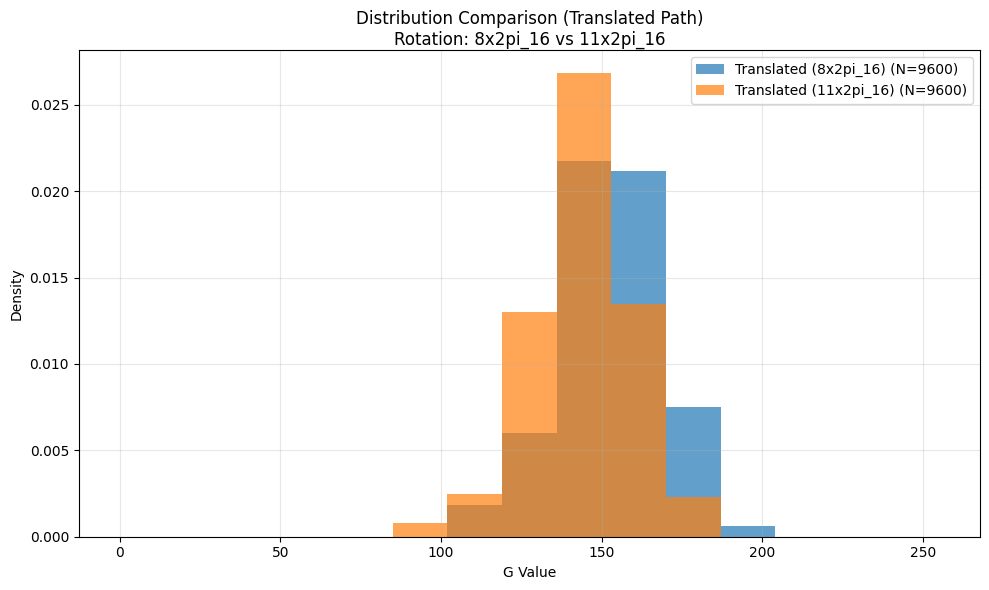 Distribution Comparison (Translated Path)
Rotation: 8x2pi_16 vs 11x2pi_16
Translated (8x2pi_16) (N=9600)
Translated (11x2pi_16) (N=9600)
0.025
0.020
0.015
0.010
0.005
0.000
Density
0 50 100 150 200 250
G Value